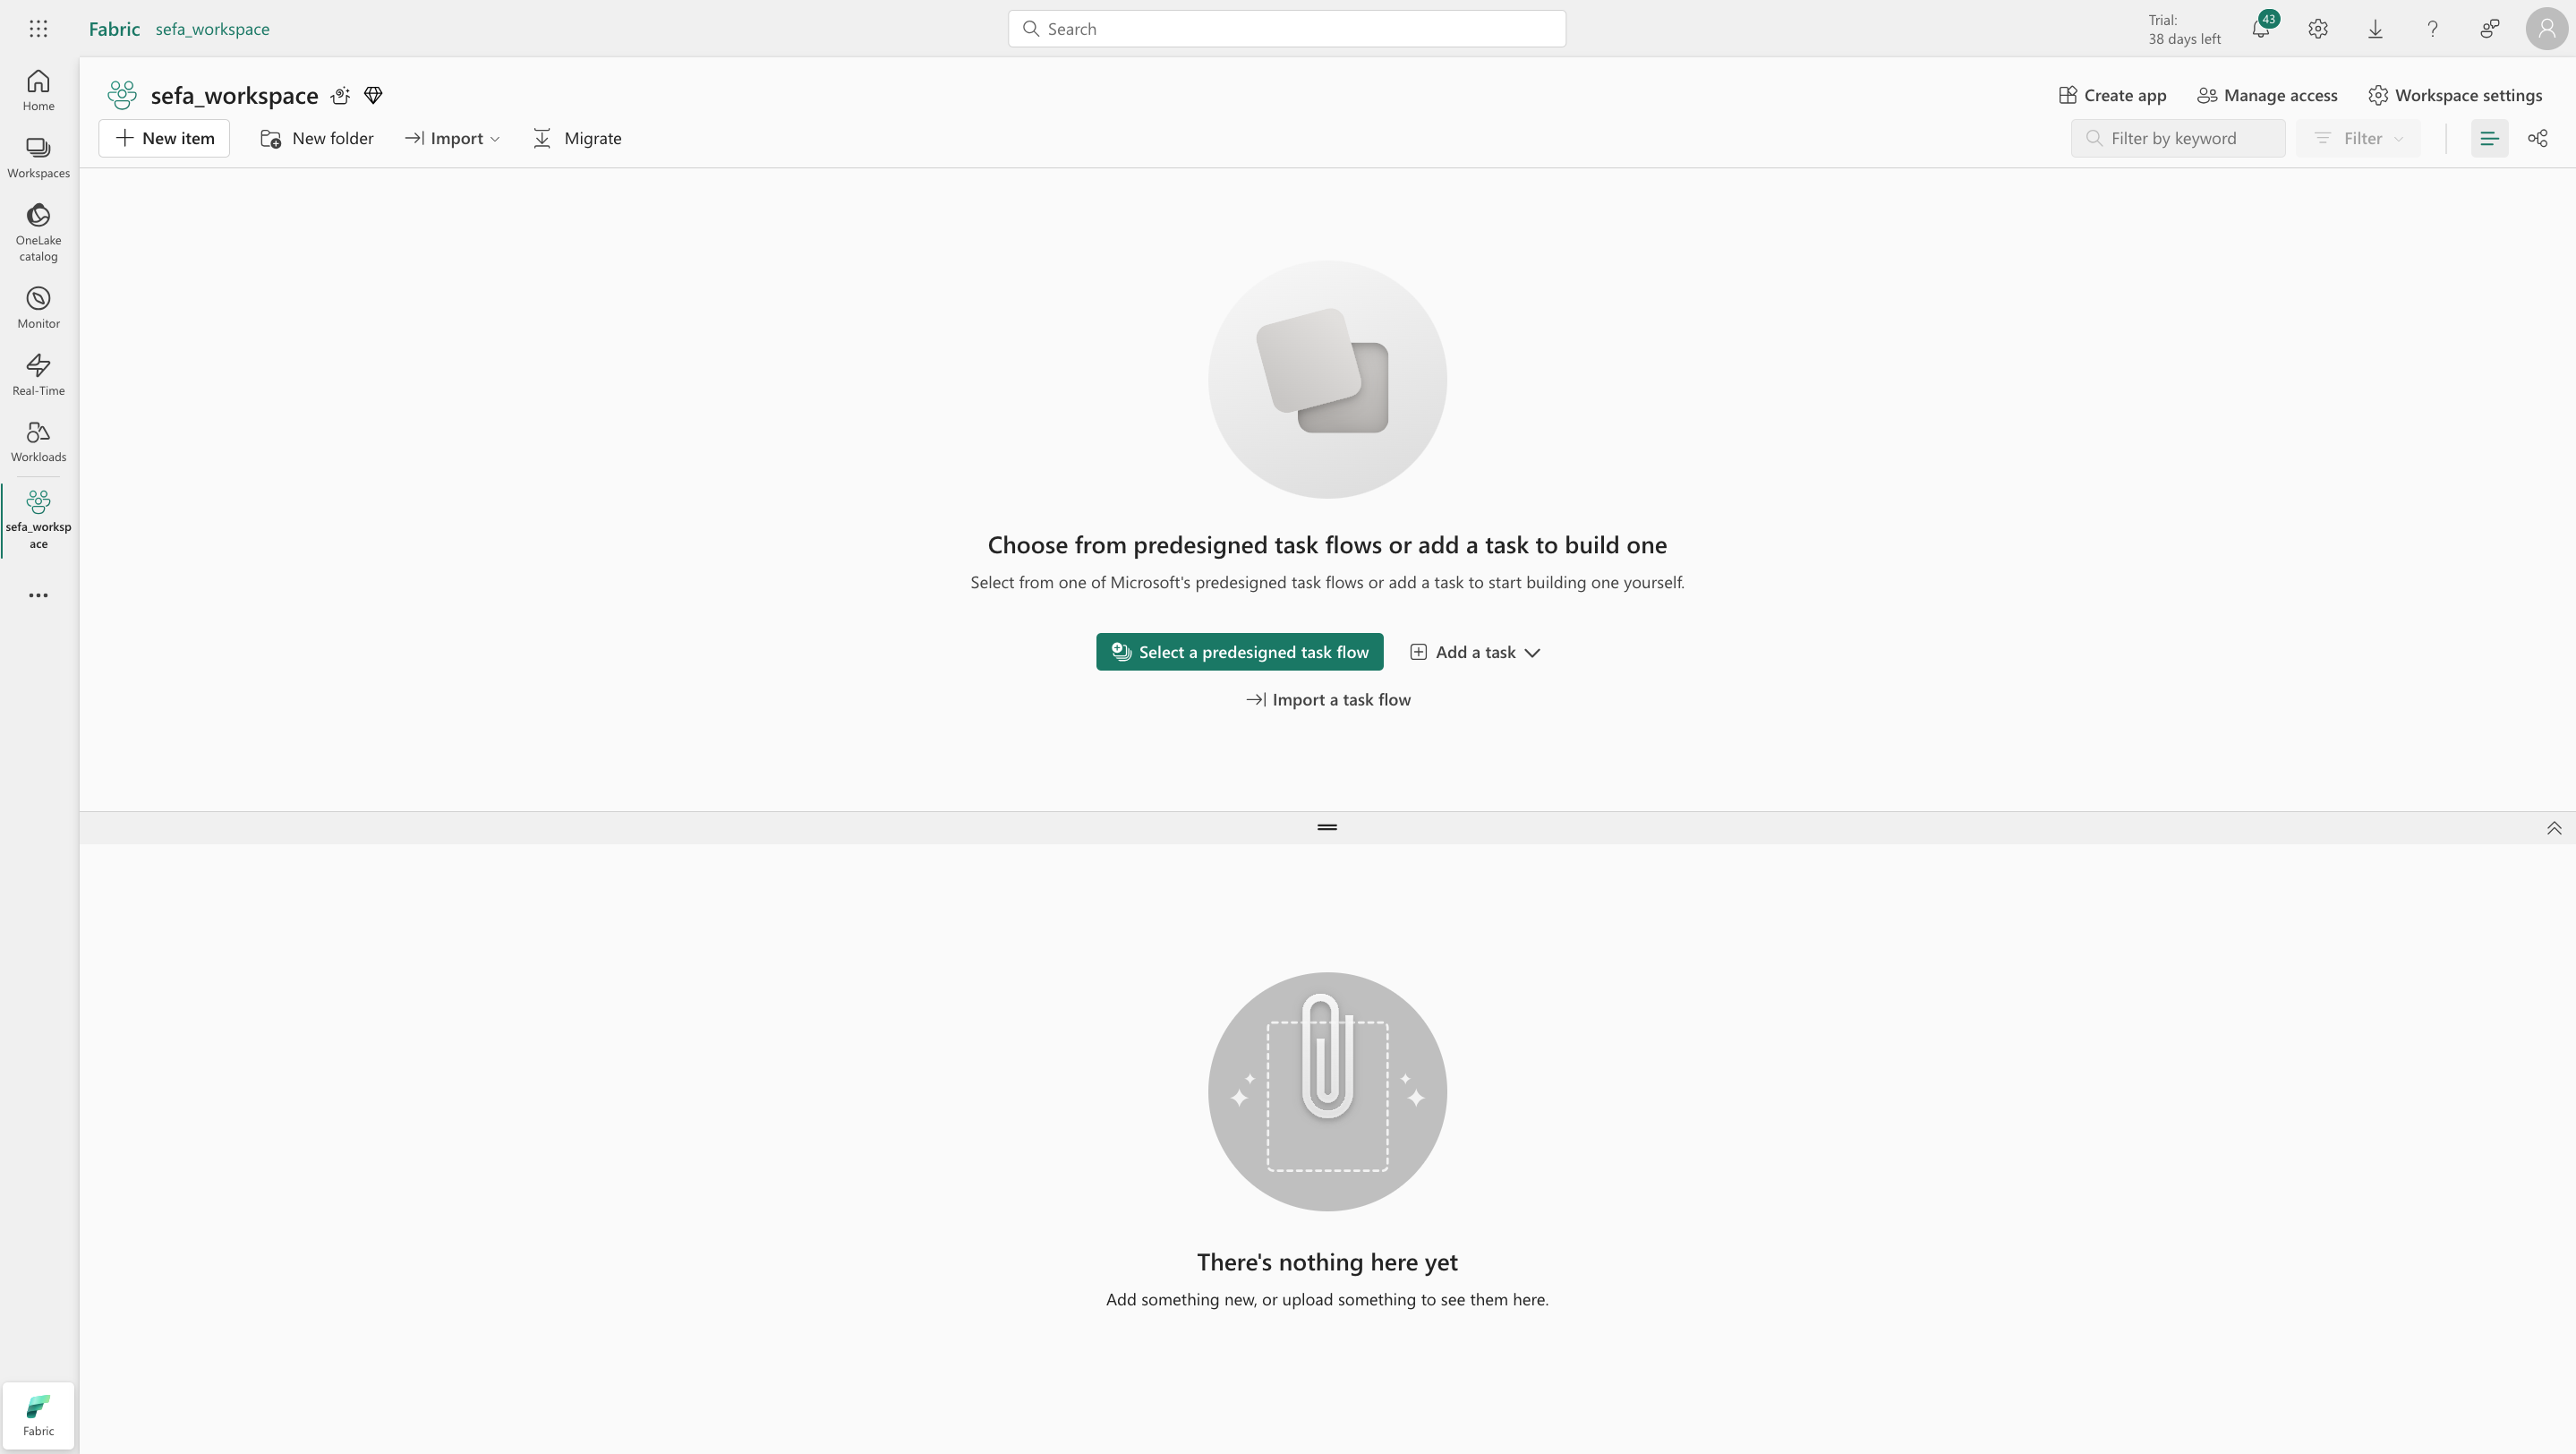 Fabric sefa_workspace
Search
Trial:
38 days left
43
Home
Workspaces
OneLake
catalog
Monitor
Real-Time
Workloads
sefa_worksp
ace
Fabric
sefa_workspace
Create app
Manage access
Workspace settings
New item
New folder
Import
Migrate
Filter by keyword
Filter
Choose from predesigned task flows or add a task to build one
Select from one of Microsoft's predesigned task flows or add a task to start building one yourself.
Select a predesigned task flow
Add a task
Import a task flow
There's nothing here yet
Add something new, or upload something to see them here.